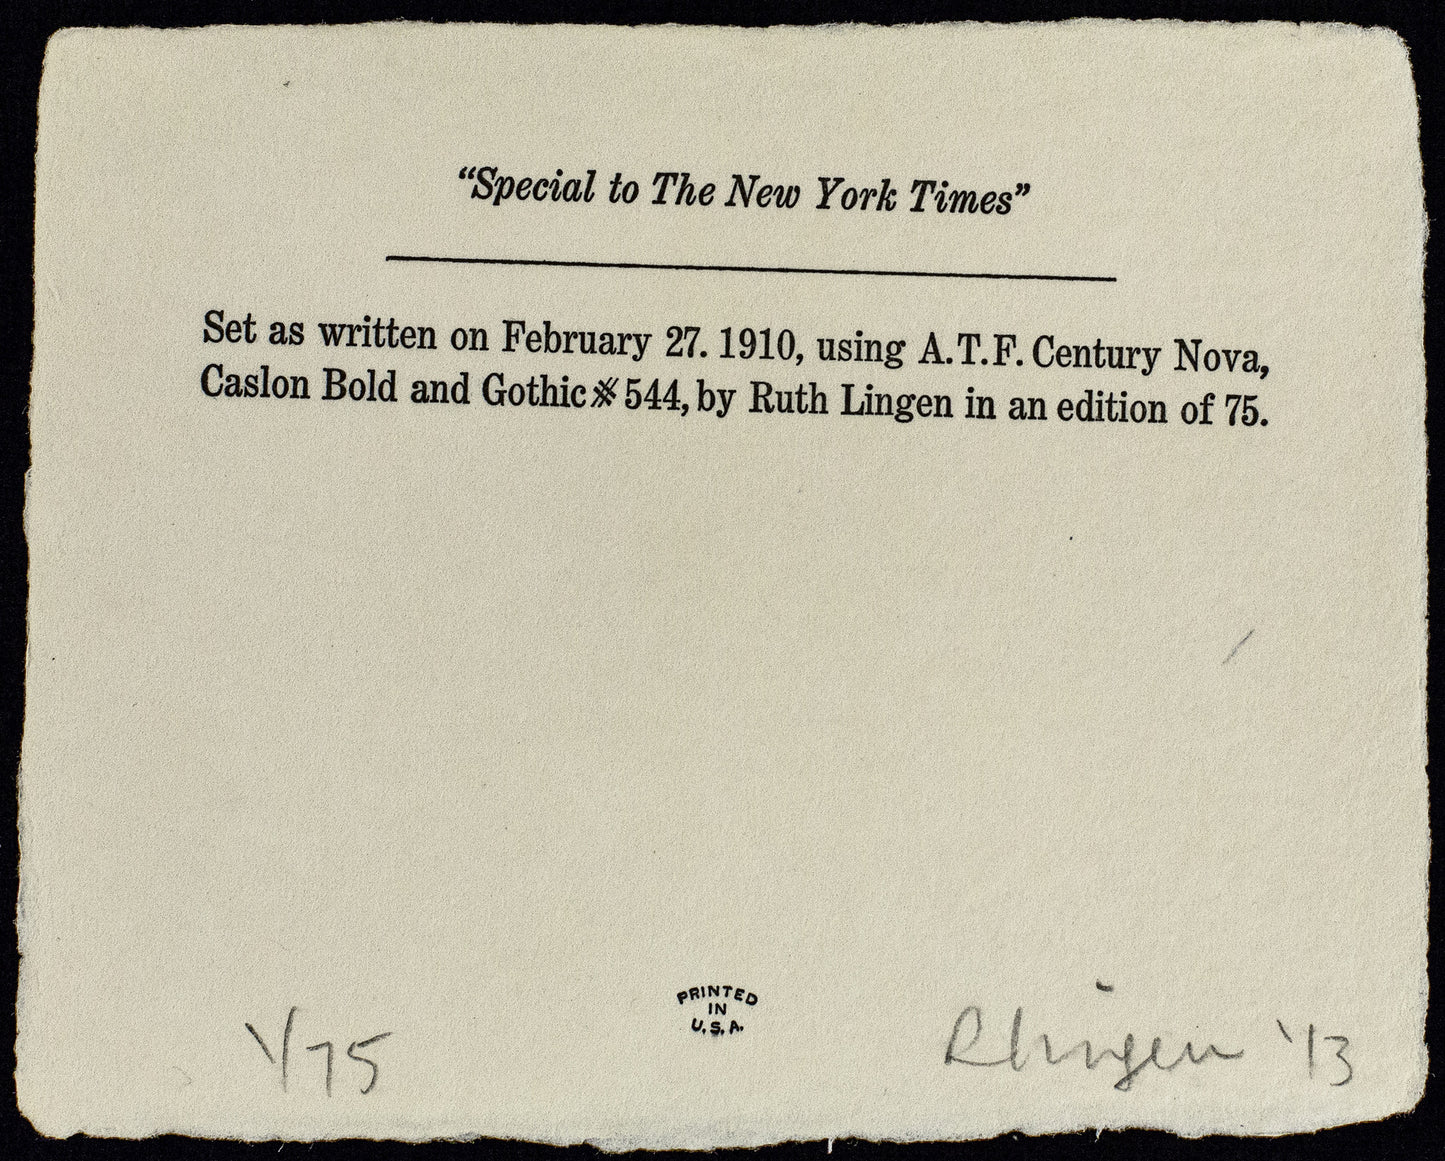 “Special to The New York Times”
Set as written on February 27. 1910, using A.T.F. Century Nova,
Caslon Bold and Gothic # 544, by Ruth Lingen in an edition of 75.
PRINTED
IN
U.S.A.
1/75
RLingen '13